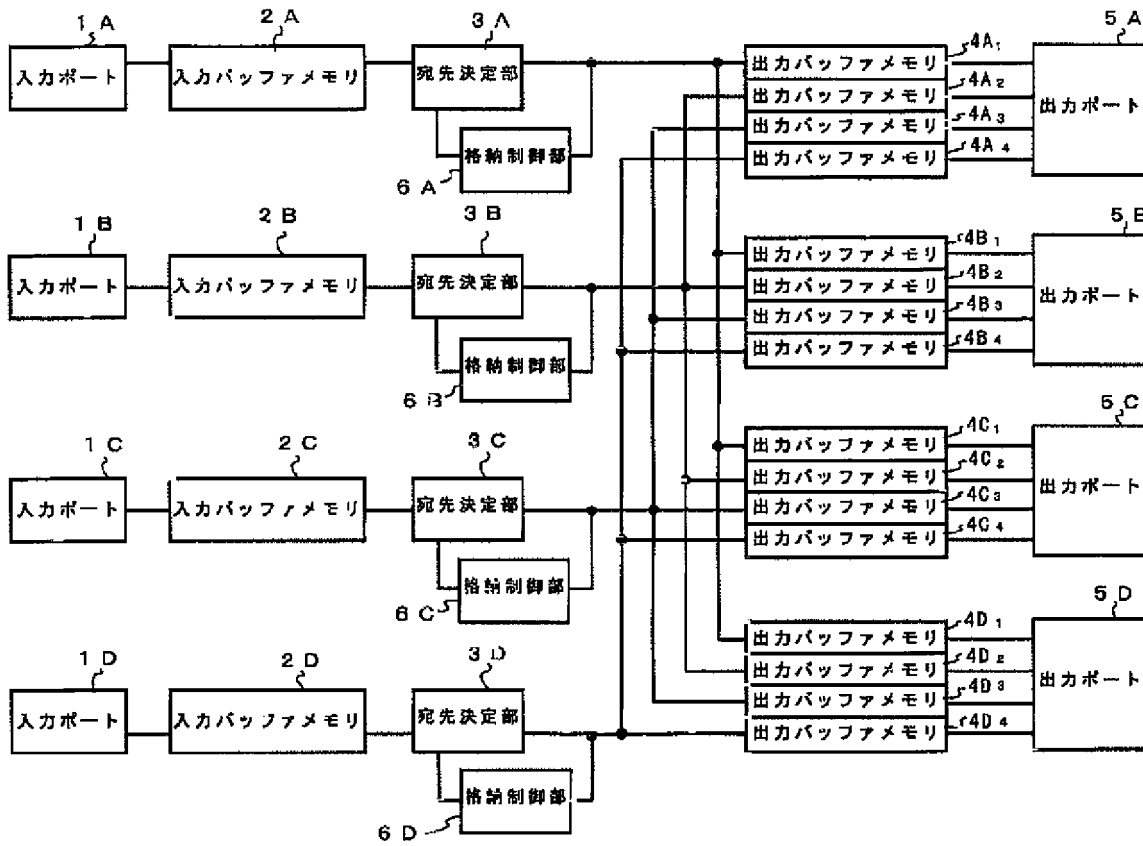 1A
2A
3A
5A
入力ポート
入力バッファメモリ
宛先決定部
格納制御部
6A
出力バッファメモリ
4A1
出力バッファメモリ
4A2
出力バッファメモリ
4A3
出力バッファメモリ
4A4
出力ポート
1B
2B
3B
5B
入力ポート
入力バッファメモリ
宛先決定部
格納制御部
6B
出力バッファメモリ
4B1
出力バッファメモリ
4B2
出力バッファメモリ
4B3
出力バッファメモリ
4B4
出力ポート
1C
2C
3C
5C
入力ポート
入力バッファメモリ
宛先決定部
格納制御部
6C
出力バッファメモリ
4C1
出力バッファメモリ
4C2
出力バッファメモリ
4C3
出力バッファメモリ
4C4
出力ポート
1D
2D
3D
5D
入力ポート
入力バッファメモリ
宛先決定部
格納制御部
6D
出力バッファメモリ
4D1
出力バッファメモリ
4D2
出力バッファメモリ
4D3
出力バッファメモリ
4D4
出力ポート